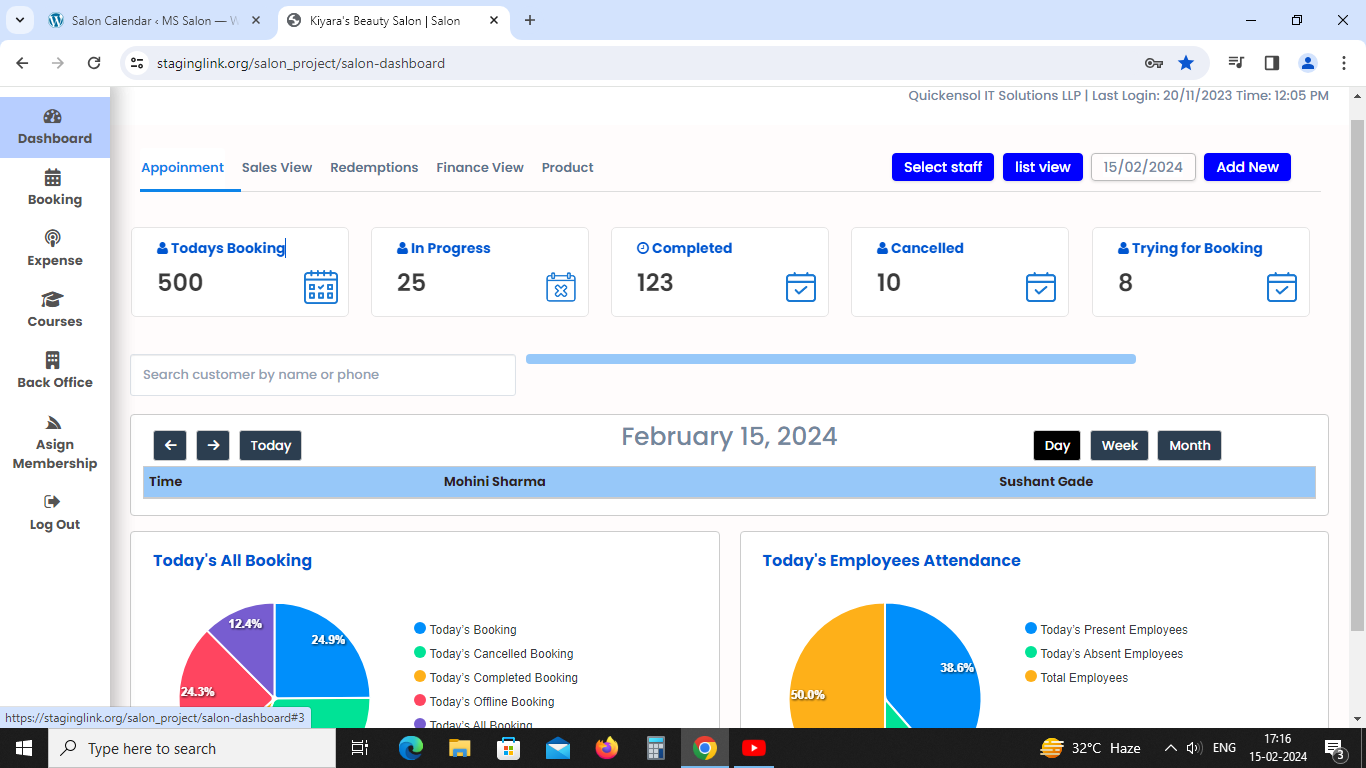 Salon Calendar ‹ MS Salon — W
Kiyara's Beauty Salon | Salon
staginglink.org/salon_project/salon-dashboard
Quickensol IT Solutions LLP | Last Login: 20/11/2023 Time: 12:05 PM
Dashboard
Booking
Expense
Courses
Back Office
Asign
Membership
Log Out
Appoinment Sales View Redemptions Finance View Product
Select staff list view 15/02/2024 Add New
Todays Booking In Progress Completed Cancelled Trying for Booking
500 25 123 10 8
Search customer by name or phone
Today February 15, 2024 Day Week Month
Time Mohini Sharma Sushant Gade
Today's All Booking
12.4%
24.9%
24.3%
Today's Booking
Today's Cancelled Booking
Today's Completed Booking
Today's Offline Booking
Today's All Booking
Today's Employees Attendance
38.6%
50.0%
Today's Present Employees
Today's Absent Employees
Total Employees
https://staginglink.org/salon_project/salon-dashboard#3
Type here to search
32°C Haze
ENG
17:16
15-02-2024
3